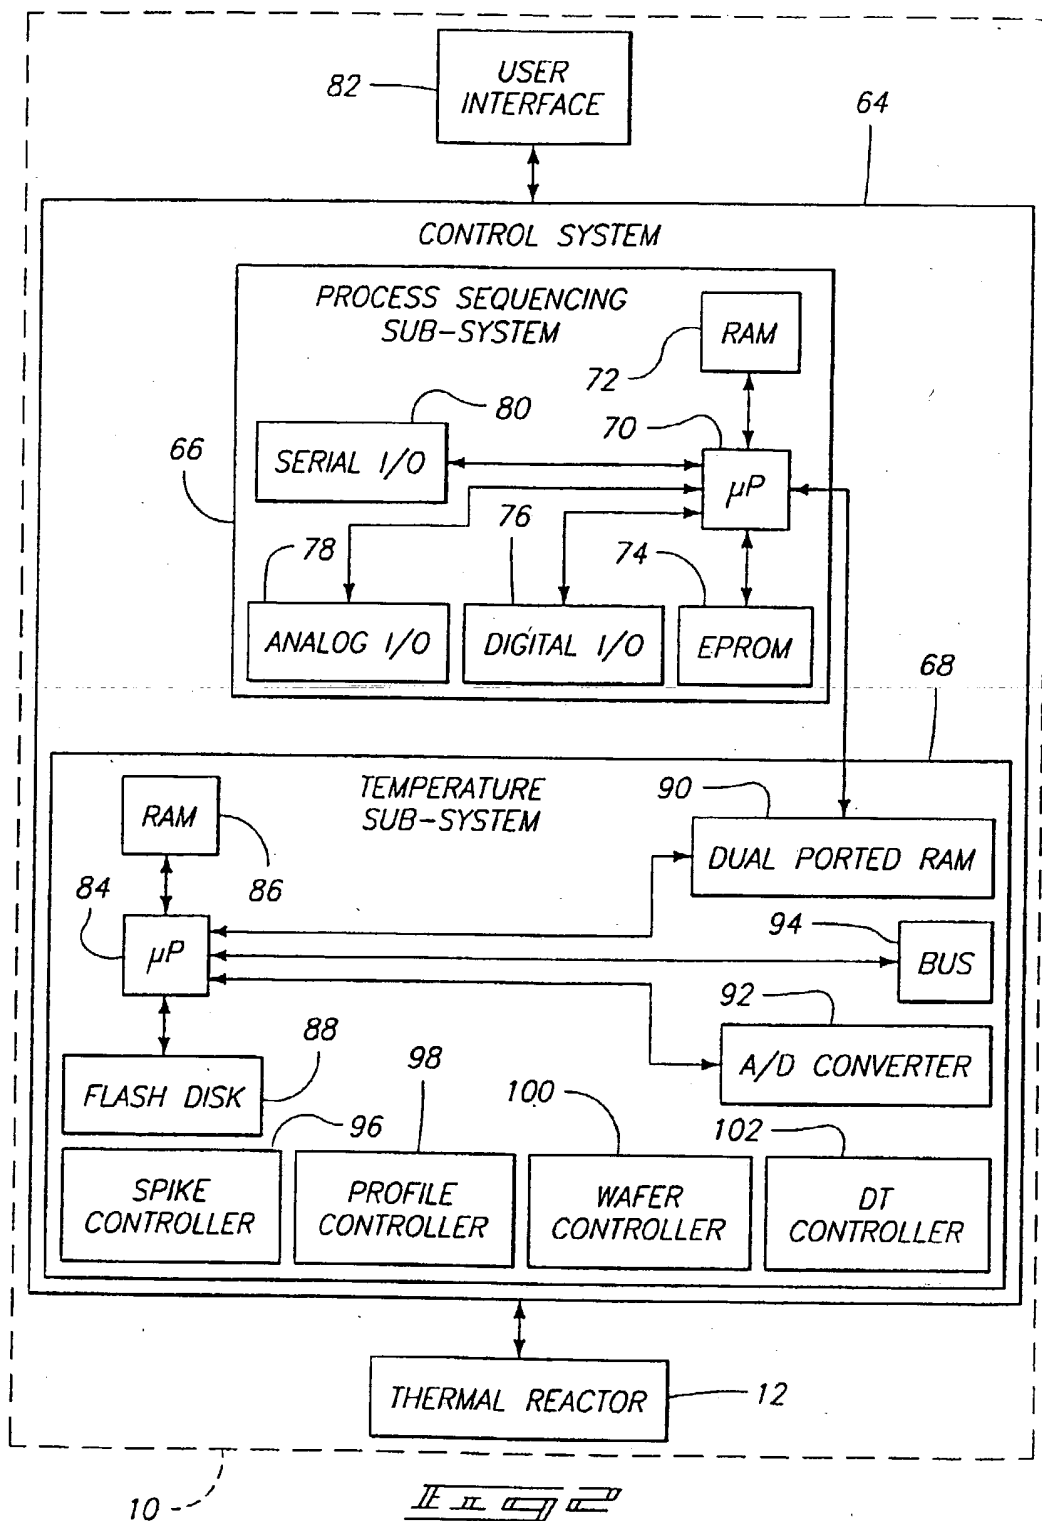 USER
INTERFACE
82
64
CONTROL SYSTEM
PROCESS SEQUENCING
SUB-SYSTEM
RAM
72
80
70
SERIAL I/O
66
µP
76
78
74
ANALOG I/O
DIGITAL I/O
EPROM
68
TEMPERATURE
SUB-SYSTEM
90
RAM
DUAL PORTED RAM
84
86
94
µP
BUS
92
88
98
A/D CONVERTER
FLASH DISK
100
96
102
SPIKE
CONTROLLER
PROFILE
CONTROLLER
WAFER
CONTROLLER
DT
CONTROLLER
THERMAL REACTOR
12
10
Fig 2